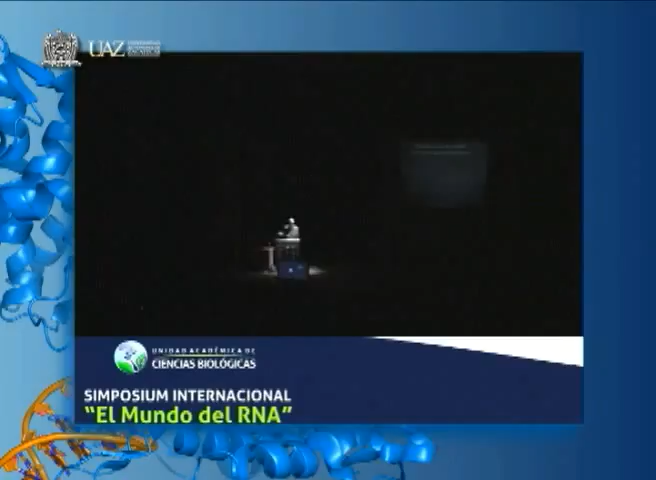 UAZ
UNIDAD ACADÉMICA DE
CIENCIAS BIOLÓGICAS
SIMPOSIUM INTERNACIONAL
“El Mundo del RNA”